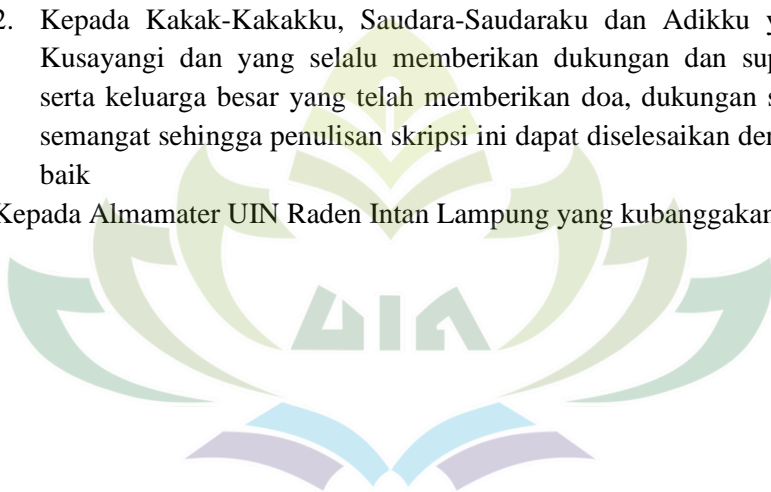 2. Kepada Kakak-Kakakku, Saudara-Saudaraku dan Adikku
Kusayangi dan yang selalu memberikan dukungan dan
serta keluarga besar yang telah memberikan doa, dukungan
semangat sehingga penulisan skripsi ini dapat diselesaikan
baik
Kepada Almamater UIN Raden Intan Lampung yang kubanggakan
UIN